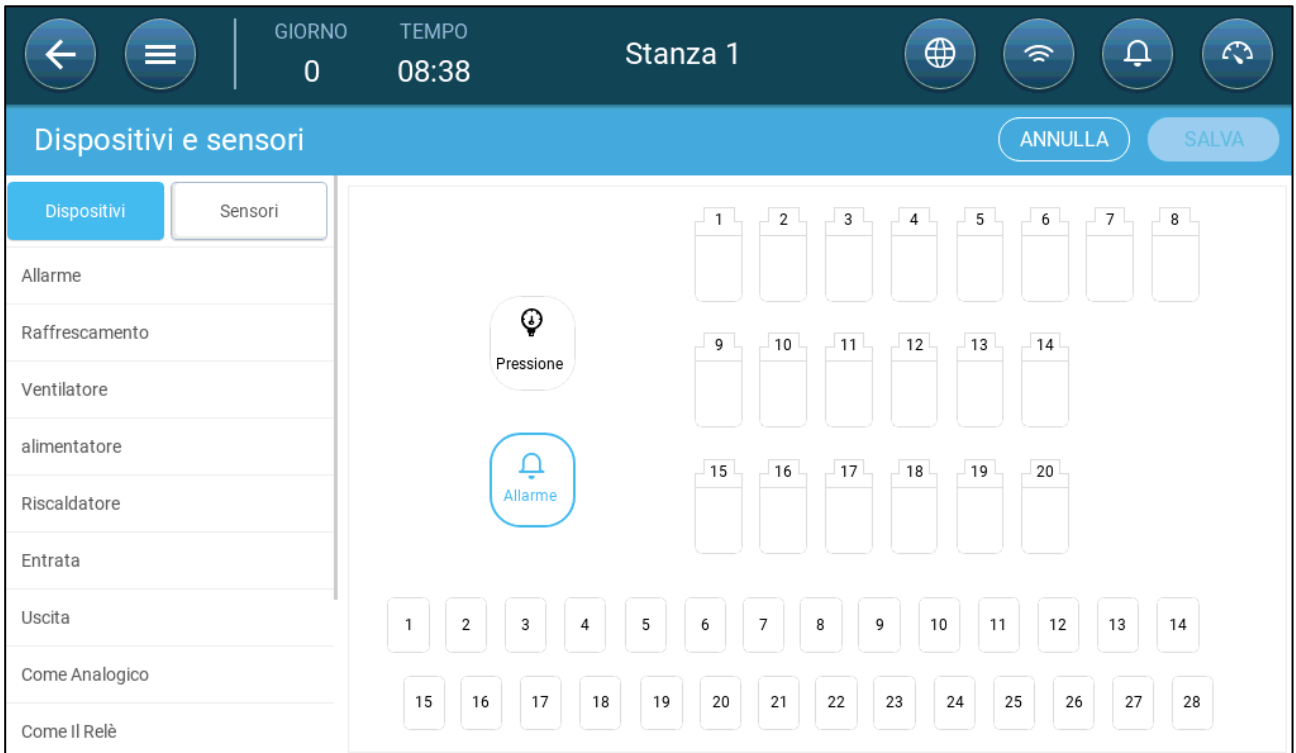 GIORNO TEMPO
0 08:38 Stanza 1
Dispositivi e sensori ANNULLA SALVA
Dispositivi Sensori
Allarme
Raffrescamento
Ventilatore
alimentatore
Riscaldatore
Entrata
Uscita
Come Analogico
Come Il Relè
Pressione
Allarme
1 2 3 4 5 6 7 8
9 10 11 12 13 14
15 16 17 18 19 20
1 2 3 4 5 6 7 8 9 10 11 12 13 14
15 16 17 18 19 20 21 22 23 24 25 26 27 28